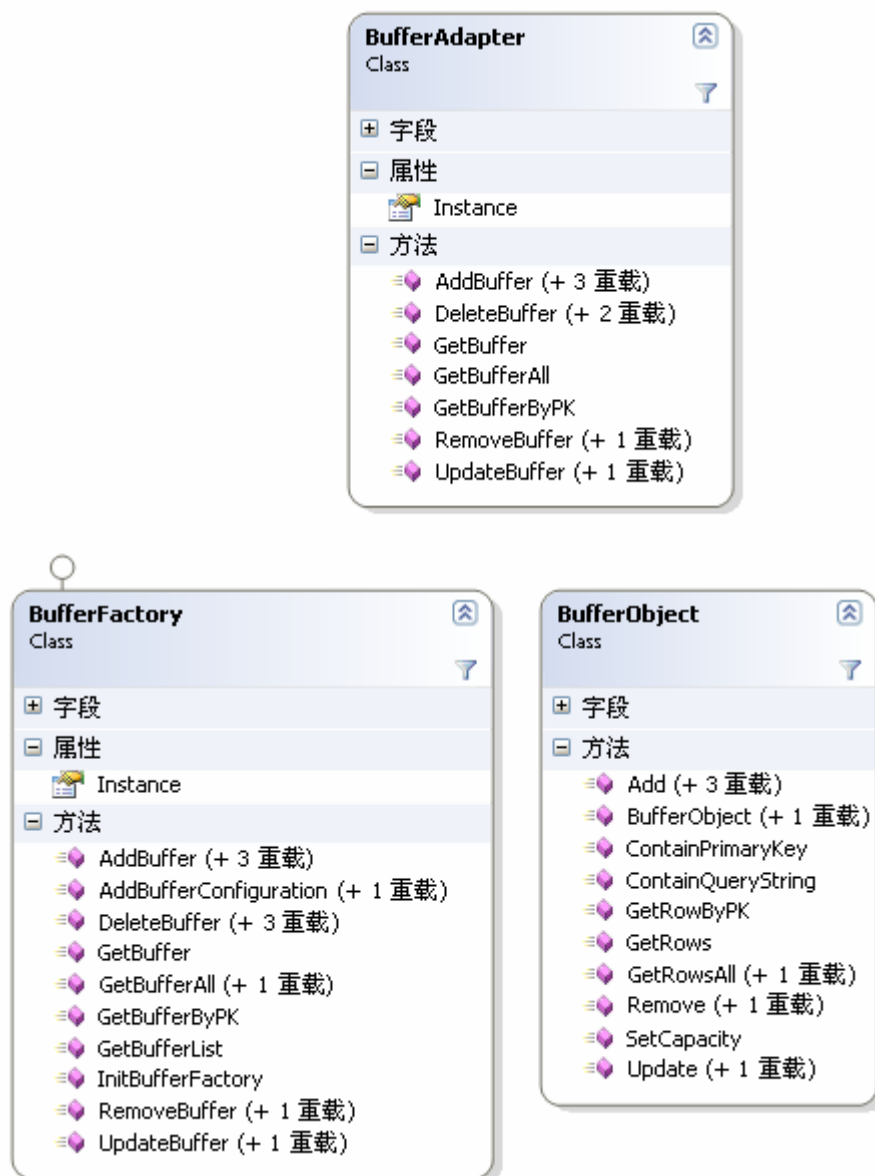 BufferAdapter
Class
字段
属性
Instance
方法
AddBuffer (+ 3 重载)
DeleteBuffer (+ 2 重载)
GetBuffer
GetBufferAll
GetBufferByPK
RemoveBuffer (+ 1 重载)
UpdateBuffer (+ 1 重载)
BufferFactory
Class
字段
属性
Instance
方法
AddBuffer (+ 3 重载)
AddBufferConfiguration (+ 1 重载)
DeleteBuffer (+ 3 重载)
GetBuffer
GetBufferAll (+ 1 重载)
GetBufferByPK
GetBufferList
InitBufferFactory
RemoveBuffer (+ 1 重载)
UpdateBuffer (+ 1 重载)
BufferObject
Class
字段
方法
Add (+ 3 重载)
BufferObject (+ 1 重载)
ContainPrimaryKey
ContainQueryString
GetRowByPK
GetRows
GetRowsAll (+ 1 重载)
Remove (+ 1 重载)
SetCapacity
Update (+ 1 重载)